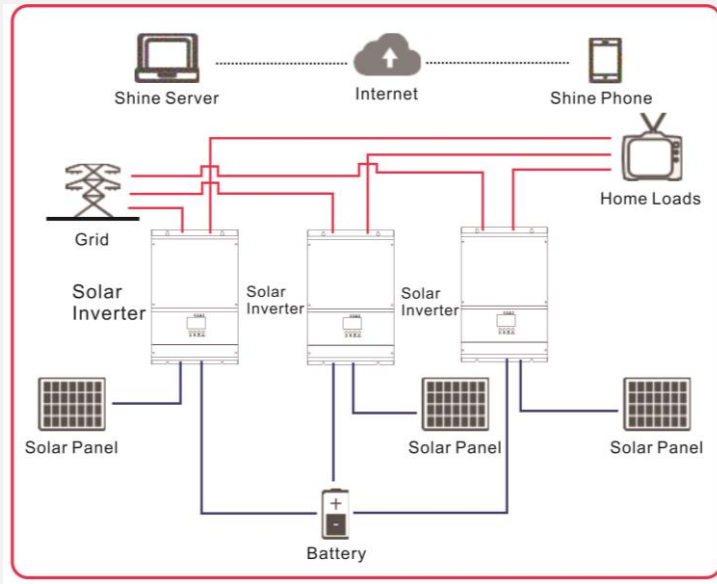 Shine Server
Internet
Shine Phone
Grid
Home Loads
Solar
Inverter
Solar
Inverter
Solar
Inverter
Solar Panel
Solar Panel
Solar Panel
+
-
Battery